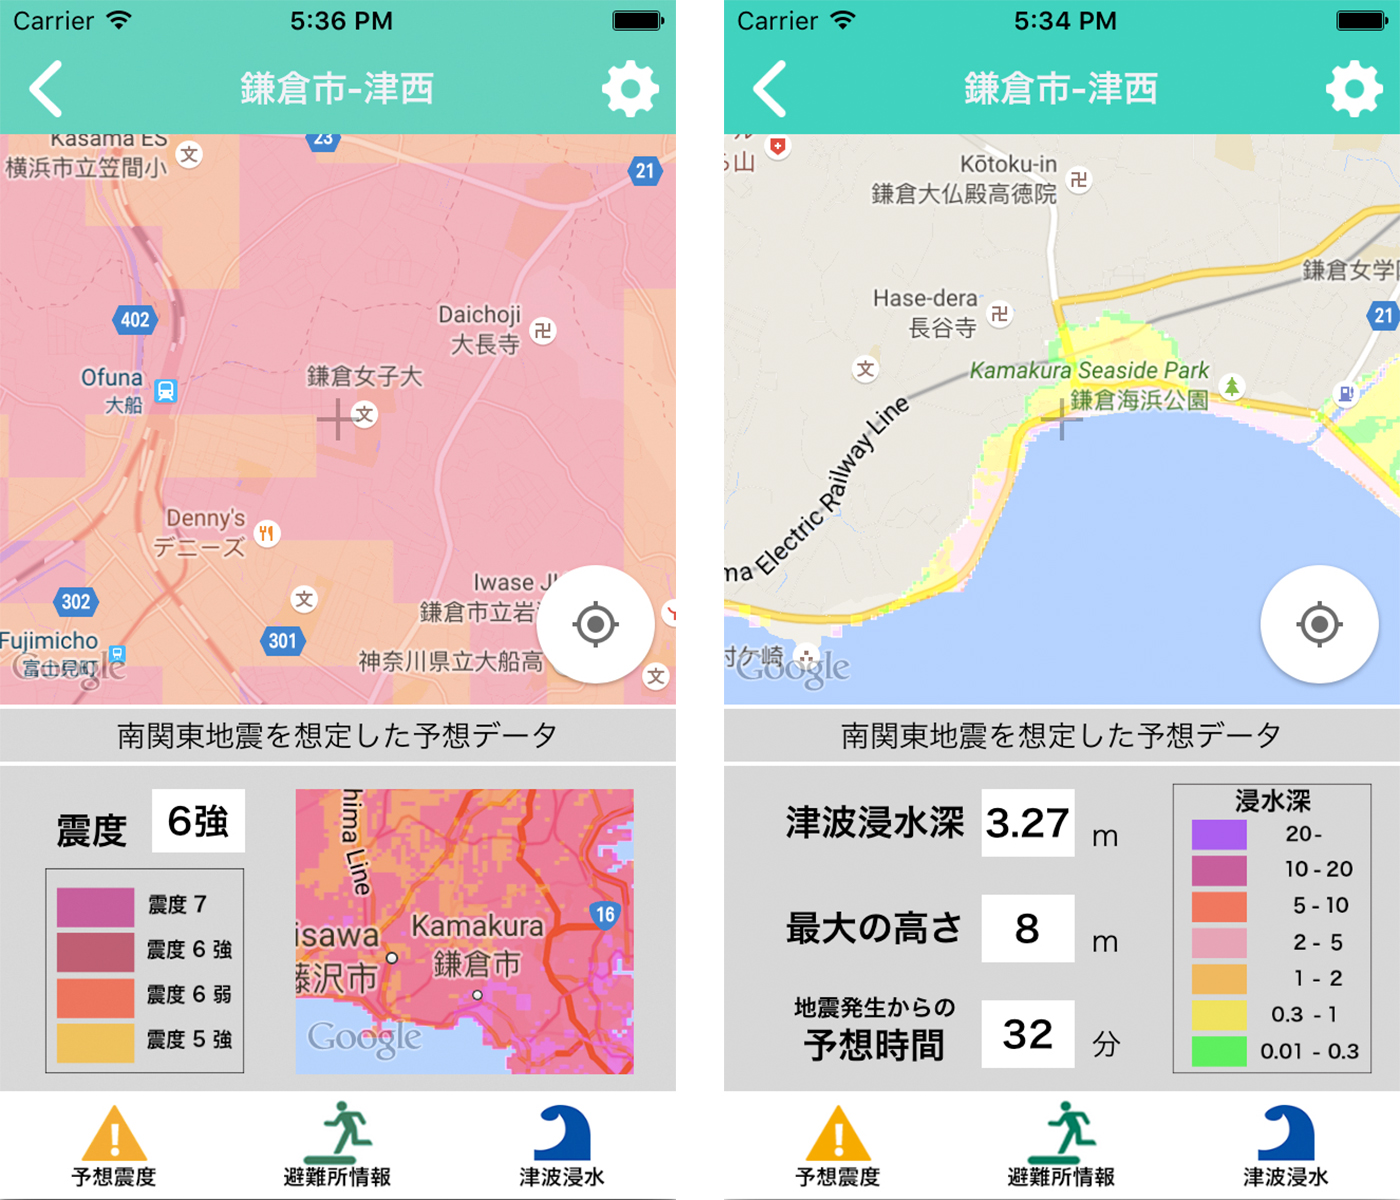 Carrier 5:36 PM
鎌倉市-津西
Kasama ES
横浜市立笠間小
文
23
21
402
Daichoji
大長寺
卍
Ofuna
大船
鎌倉女子大
文
Denny's
デニーズ
302
文
301
Iwase
鎌倉市立岩
Fujimicho
富士見町
Google
神奈川県立大船高
文
南関東地震を想定した予想データ
震度 6強
震度 7
震度 6 強
震度 6 弱
震度 5 強
hima Line
16
isawa
藤沢市
Kamakura
鎌倉市
Google
予想震度
避難所情報
津波浸水
Carrier 5:34 PM
鎌倉市-津西
山
Kōtoku-in
鎌倉大仏殿高徳院
卍
鎌倉女学
Hase-dera
長谷寺
卍
21
文
Kamakura Seaside Park
鎌倉海浜公園
ma Electric Railway Line
ケ崎
Google
南関東地震を想定した予想データ
津波浸水深 3.27 m
最大の高さ 8 m
地震発生からの
予想時間 32 分
浸水深
20-
10 - 20
5 - 10
2 - 5
1 - 2
0.3 - 1
0.01 - 0.3
予想震度
避難所情報
津波浸水